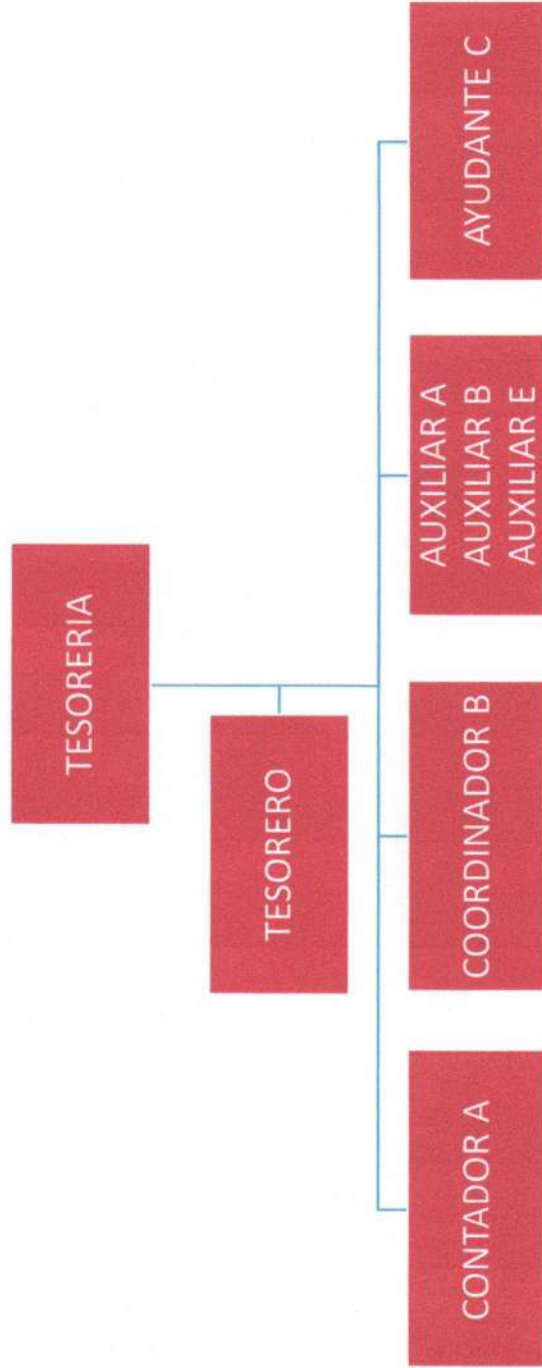 TESORERIA
TESORERO
CONTADOR A
COORDINADOR B
AUXILIAR A
AUXILIAR B
AUXILIAR E
AYUDANTE C